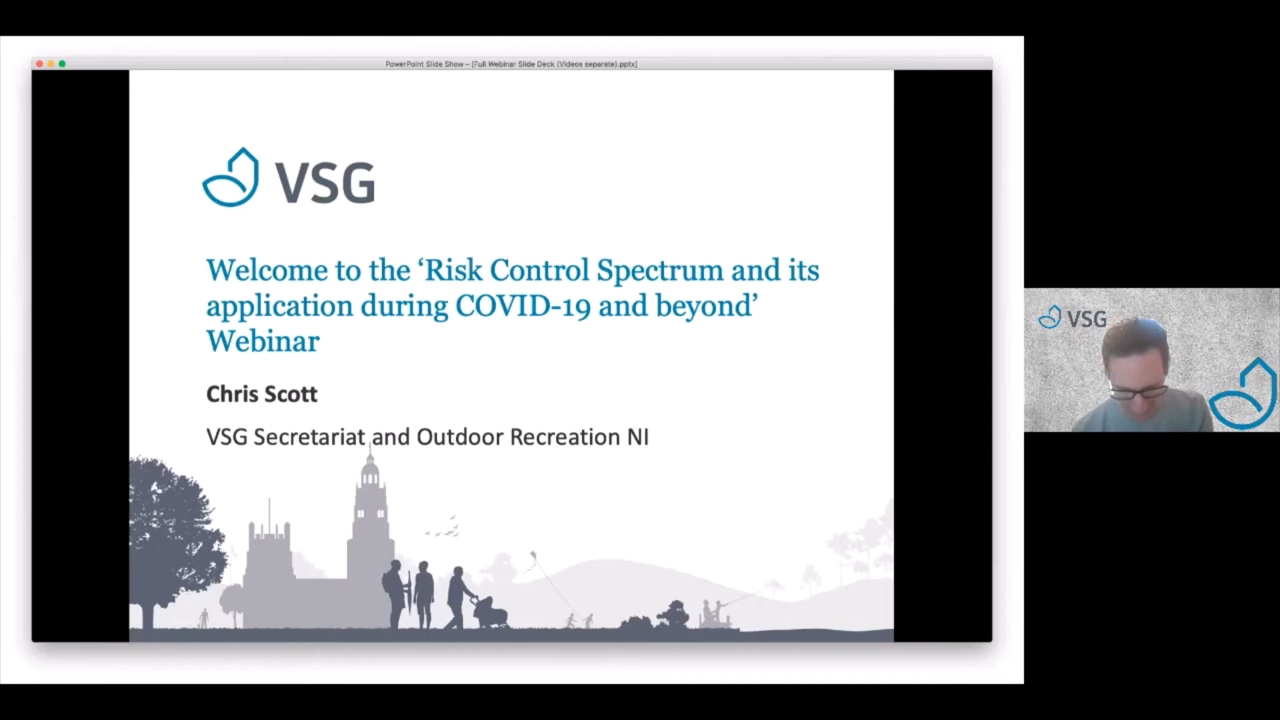 PowerPoint Slide Show – [Full Webinar Slide Deck (Videos separate).pptx]
VSG
Welcome to the ‘Risk Control Spectrum and its
application during COVID-19 and beyond’
Webinar
Chris Scott
VSG Secretariat and Outdoor Recreation NI
VSG